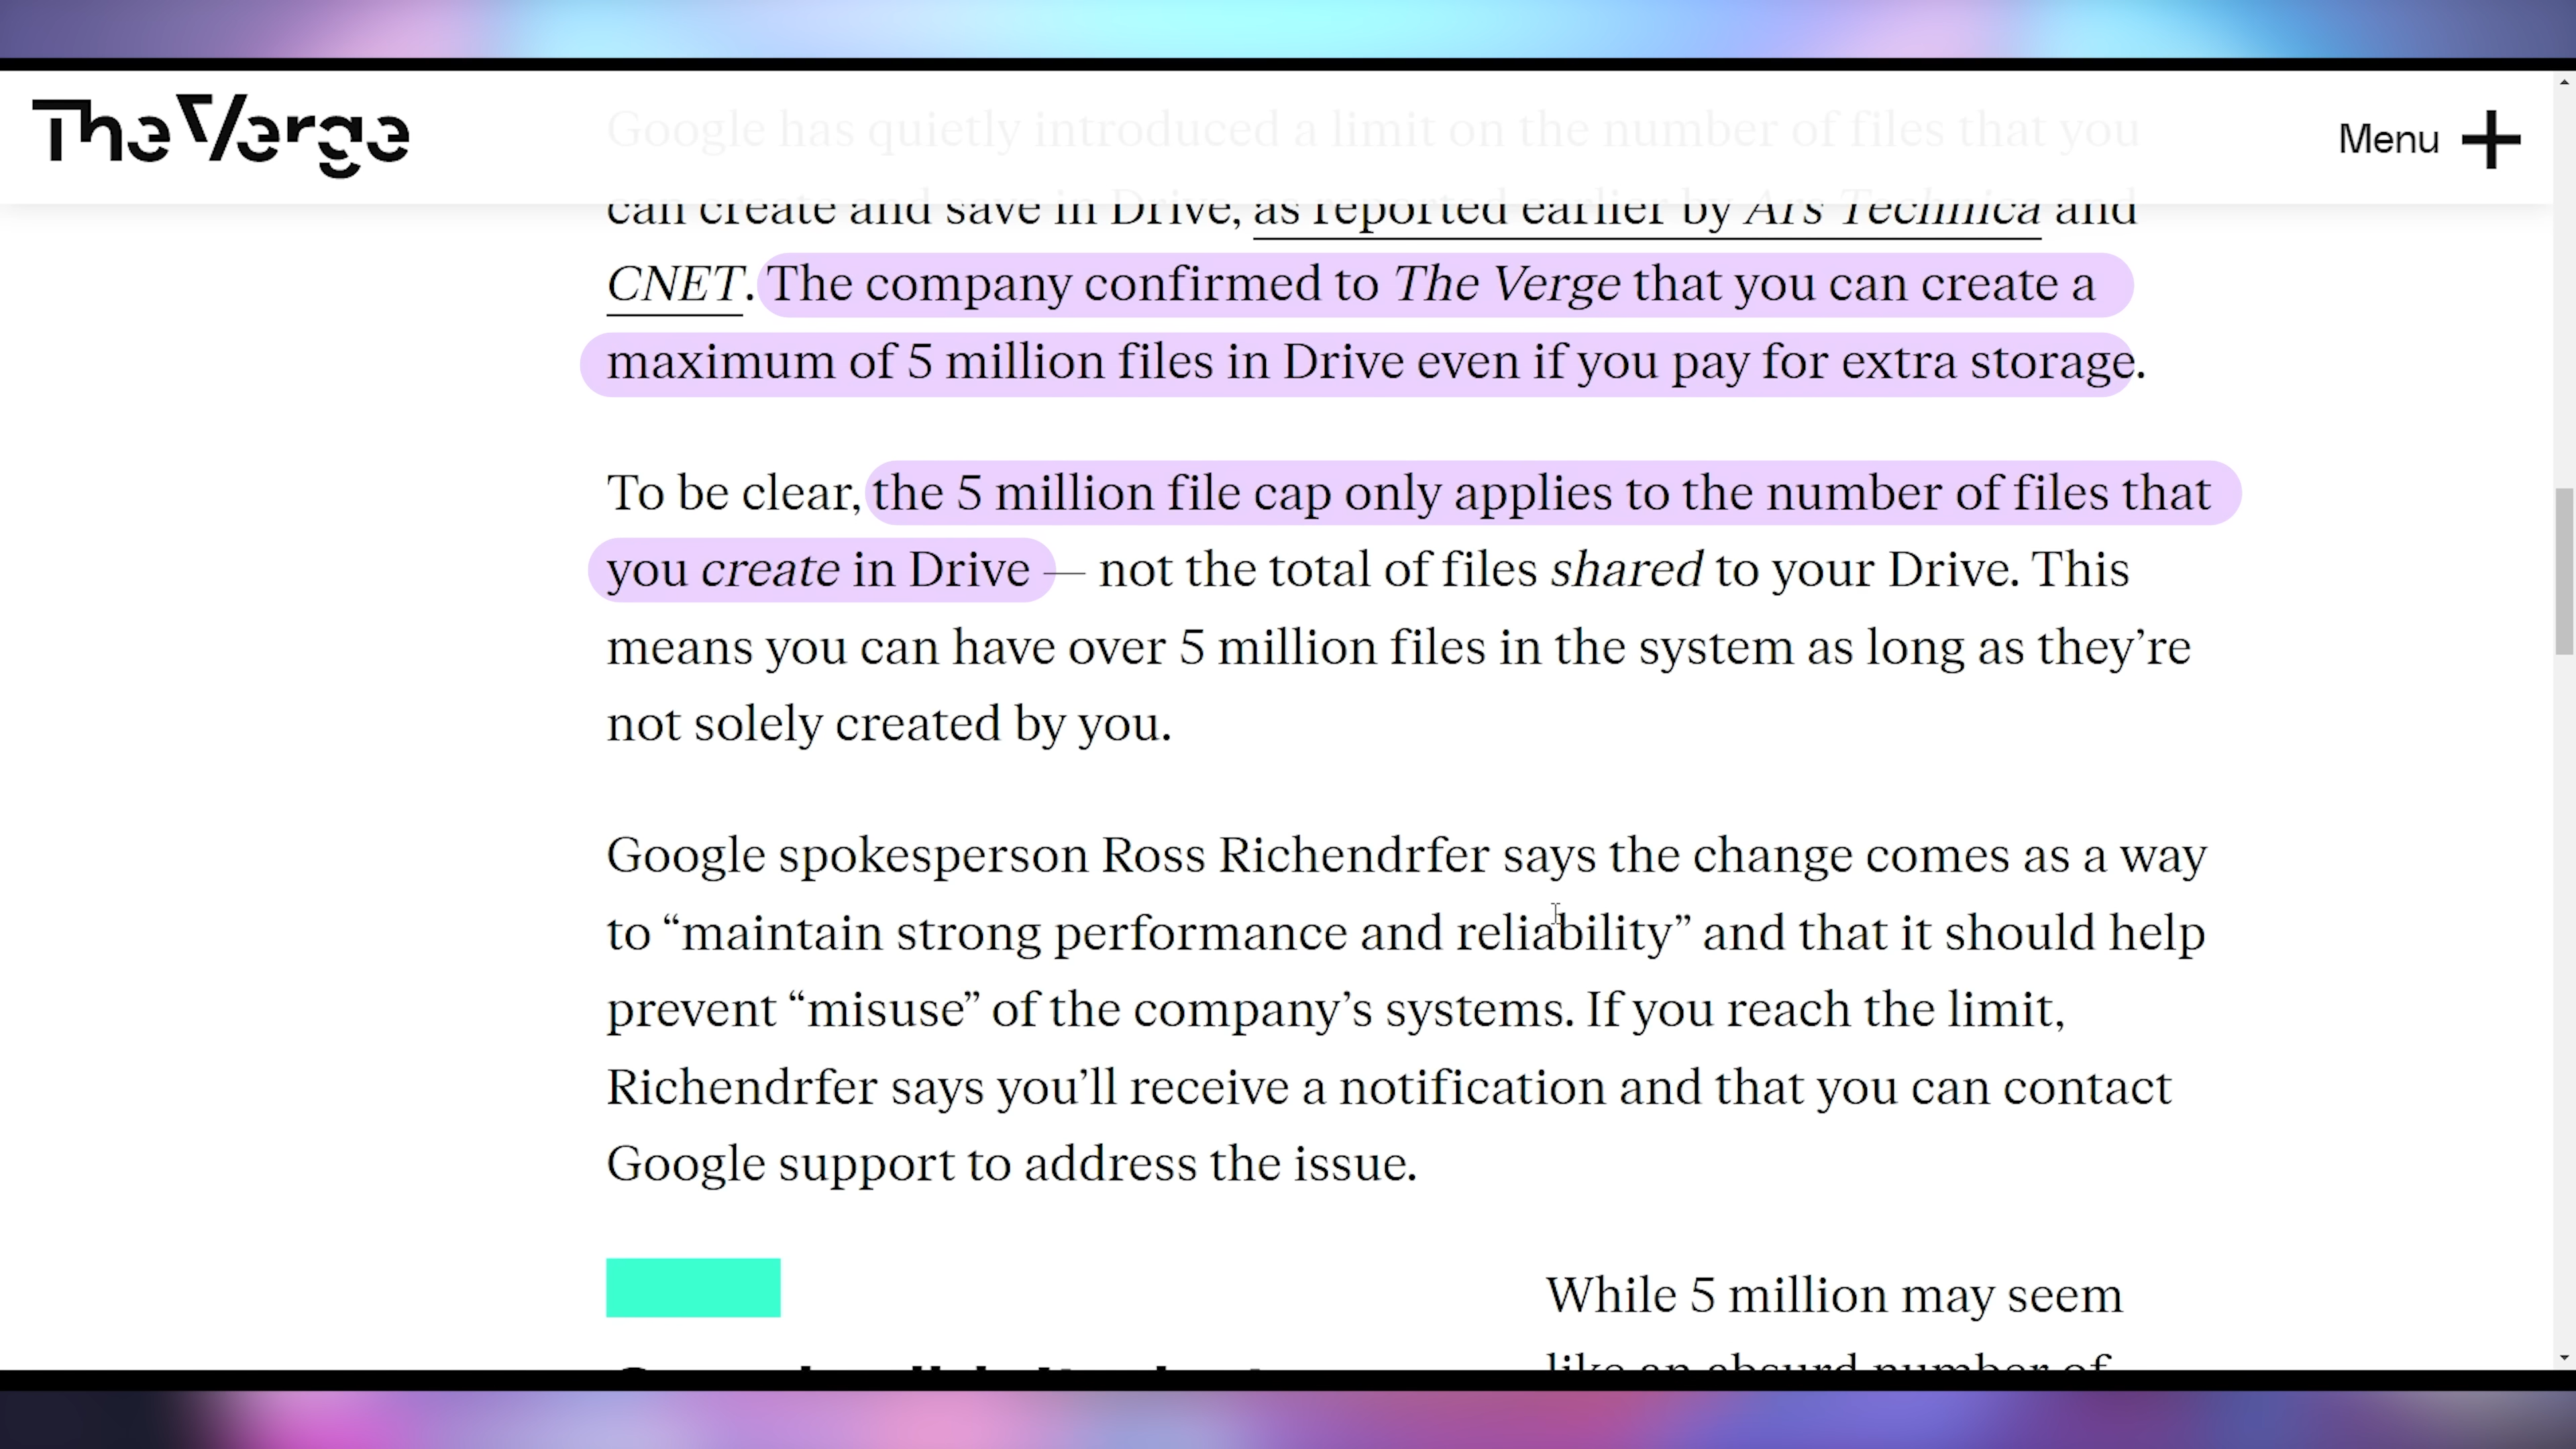 The Verge
Menu
Google has quietly introduced a limit on the number of files that you
can create and save in Drive, as reported earlier by Ars Technica and
CNET. The company confirmed to The Verge that you can create a
maximum of 5 million files in Drive even if you pay for extra storage.
To be clear, the 5 million file cap only applies to the number of files that
you create in Drive — not the total of files shared to your Drive. This
means you can have over 5 million files in the system as long as they’re
not solely created by you.
Google spokesperson Ross Richendrfer says the change comes as a way
to “maintain strong performance and reliability” and that it should help
prevent “misuse” of the company’s systems. If you reach the limit,
Richendrfer says you’ll receive a notification and that you can contact
Google support to address the issue.
While 5 million may seem
like an absurd number of